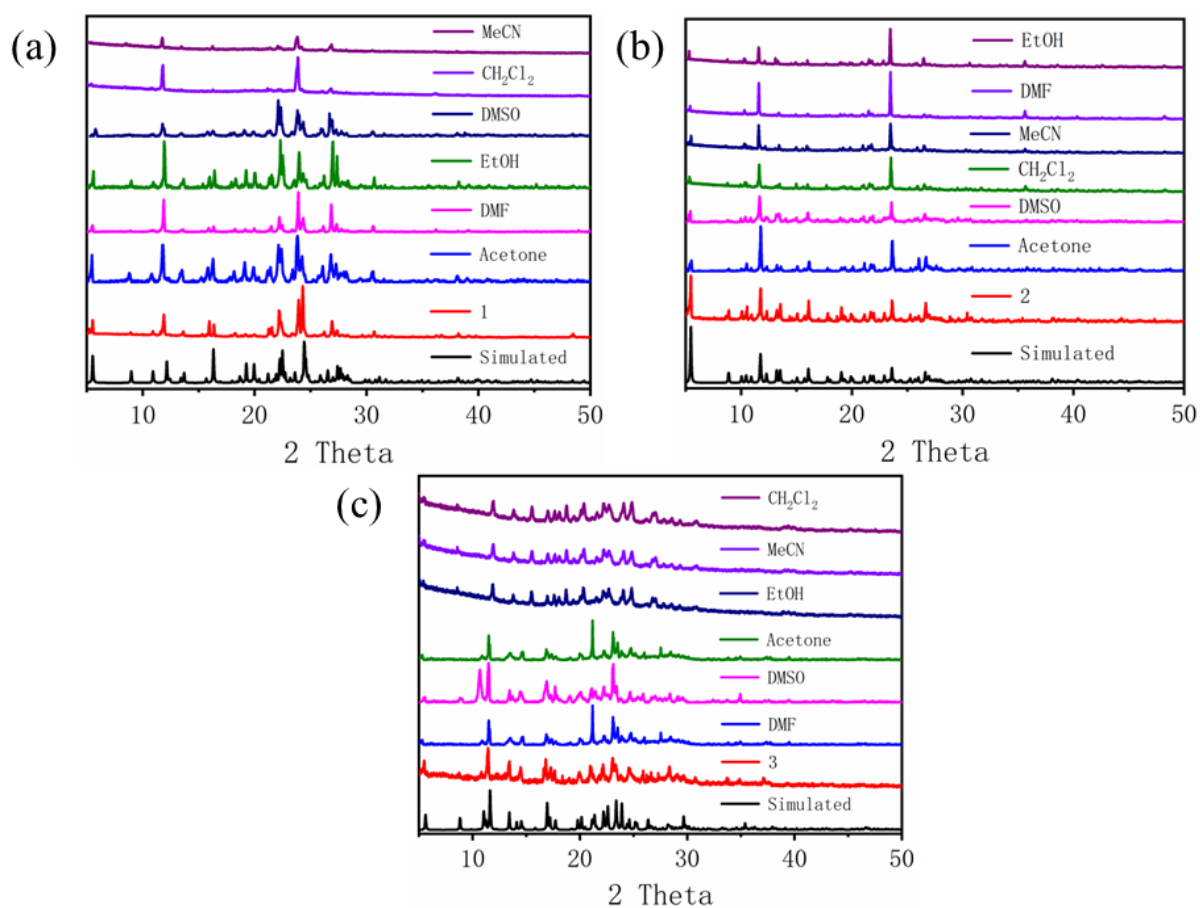 (a)
MeCN
CH₂Cl₂
DMSO
EtOH
DMF
Acetone
1
Simulated
10 20 30 40 50
2 Theta
(b)
EtOH
DMF
MeCN
CH₂Cl₂
DMSO
Acetone
2
Simulated
10 20 30 40 50
2 Theta
(c)
CH₂Cl₂
MeCN
EtOH
Acetone
DMSO
DMF
3
Simulated
10 20 30 40 50
2 Theta